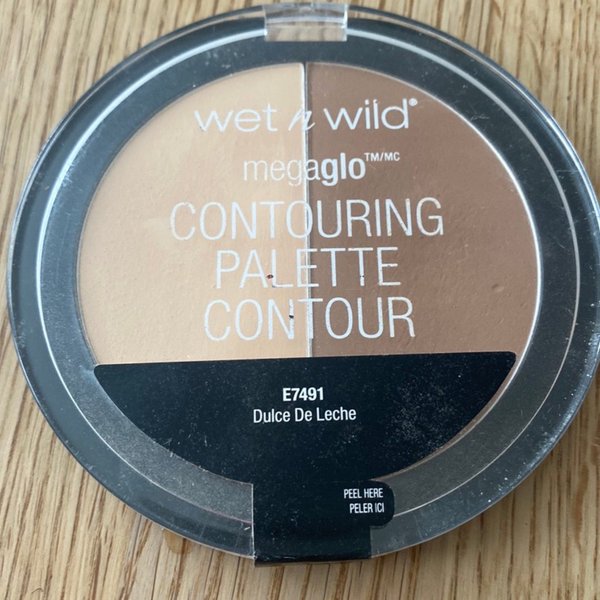 wet n wild®
megaglo™/MC
CONTOURING
PALETTE
CONTOUR
E7491
Dulce De Leche
PEEL HERE
PELER ICI